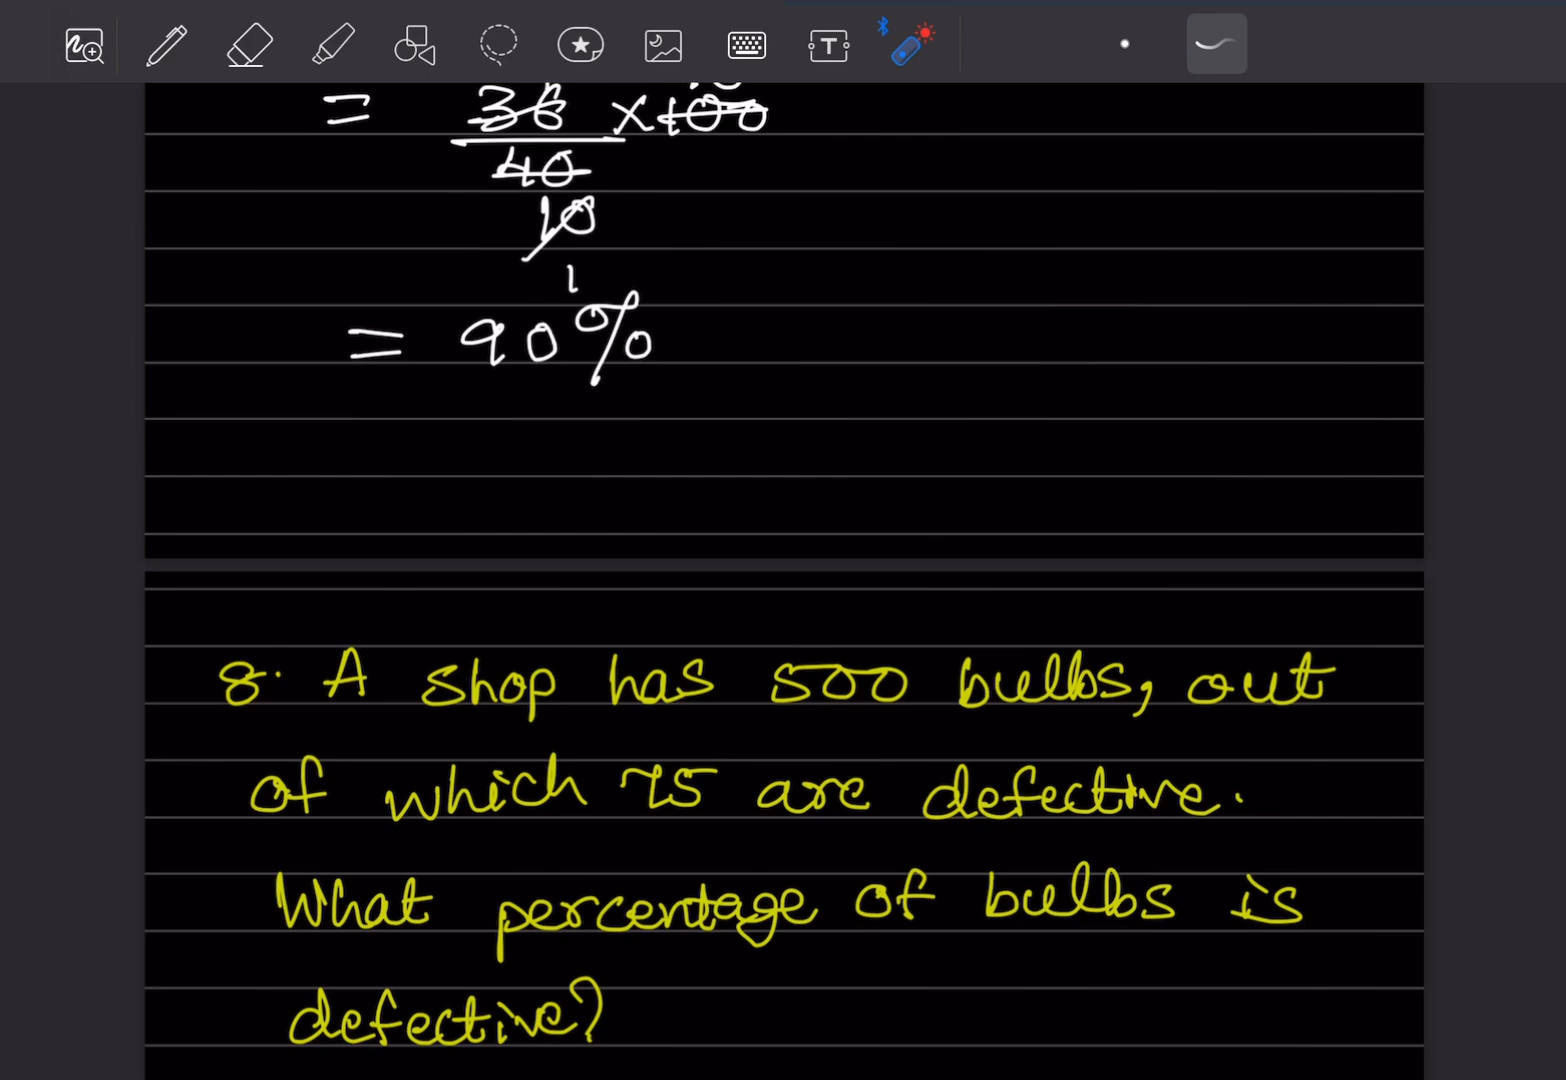 = 36 × 100
40
10
1
= 90%
8. A shop has 500 bulbs, out
of which 75 are defective.
What percentage of bulbs is
defective?